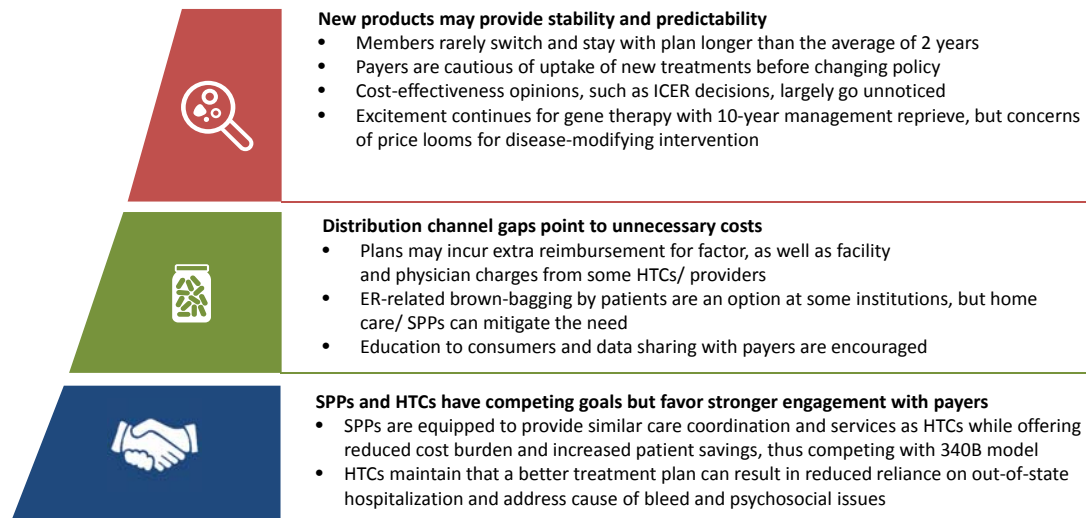 New products may provide stability and predictability
• Members rarely switch and stay with plan longer than the average of 2 years
• Payers are cautious of uptake of new treatments before changing policy
• Cost-effectiveness opinions, such as ICER decisions, largely go unnoticed
• Excitement continues for gene therapy with 10-year management reprieve, but concerns
of price looms for disease-modifying intervention
Distribution channel gaps point to unnecessary costs
• Plans may incur extra reimbursement for factor, as well as facility
and physician charges from some HTCs/ providers
• ER-related brown-bagging by patients are an option at some institutions, but home
care/ SPPs can mitigate the need
• Education to consumers and data sharing with payers are encouraged
SPPs and HTCs have competing goals but favor stronger engagement with payers
• SPPs are equipped to provide similar care coordination and services as HTCs while offering
reduced cost burden and increased patient savings, thus competing with 340B model
• HTCs maintain that a better treatment plan can result in reduced reliance on out-of-state
hospitalization and address cause of bleed and psychosocial issues